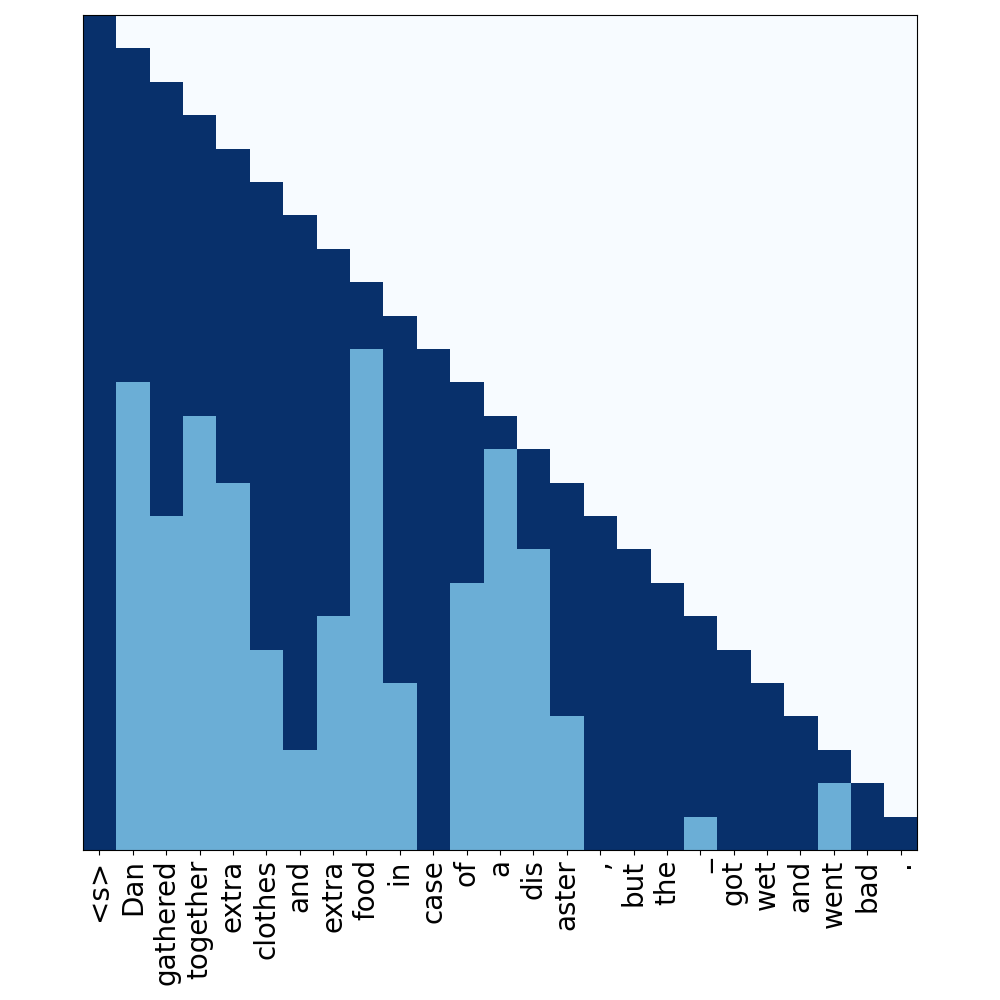 <s> Dan gathered together extra clothes and extra food in case of a dis aster , but the _ got wet and went bad .